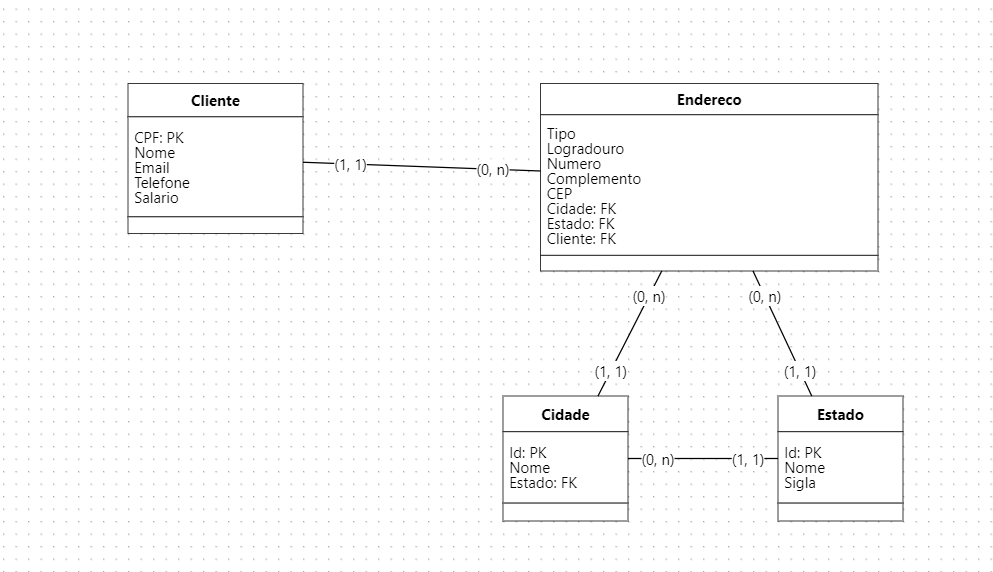 Cliente
CPF: PK
Nome
Email
Telefone
Salario
(1, 1)
(0, n)
Endereco
Tipo
Logradouro
Numero
Complemento
CEP
Cidade: FK
Estado: FK
Cliente: FK
(0, n)
(0, n)
(1, 1)
(1, 1)
Cidade
Id: PK
Nome
Estado: FK
(0, n)
(1, 1)
Estado
Id: PK
Nome
Sigla